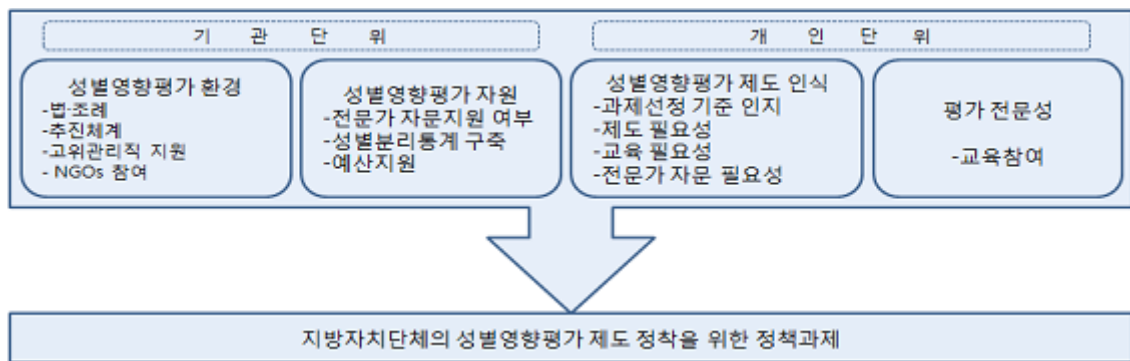 기 관 단 위
성별영향평가 환경
-법·조례
-추진체계
-고위관리직 지원
- NGOs 참여
성별영향평가 자원
-전문가 자문지원 여부
-성별분리통계 구축
-예산지원
개 인 단 위
성별영향평가 제도 인식
-과제선정 기준 인지
-제도 필요성
-교육 필요성
-전문가 자문 필요성
평가 전문성
-교육참여
지방자치단체의 성별영향평가 제도 정착을 위한 정책과제